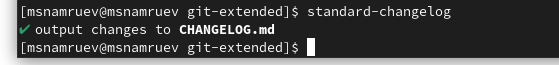 [msnamruev@msnamruev git-extended]$ standard-changelog
✔ output changes to CHANGELOG.md
[msnamruev@msnamruev git-extended]$